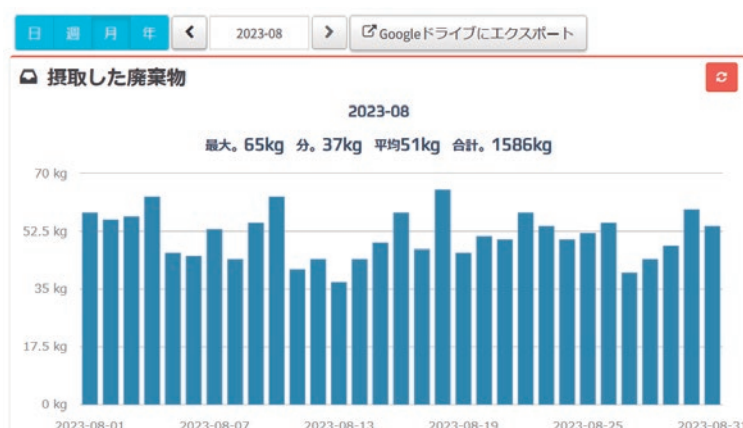 日 週 月 年 2023-08 Googleドライブにエクスポート
摂取した廃棄物
2023-08
最大。65kg 分。37kg 平均51kg 合計。1586kg
70 kg
52.5 kg
35 kg
17.5 kg
0 kg
2023-08-01 2023-08-07 2023-08-13 2023-08-19 2023-08-25 2023-08-31